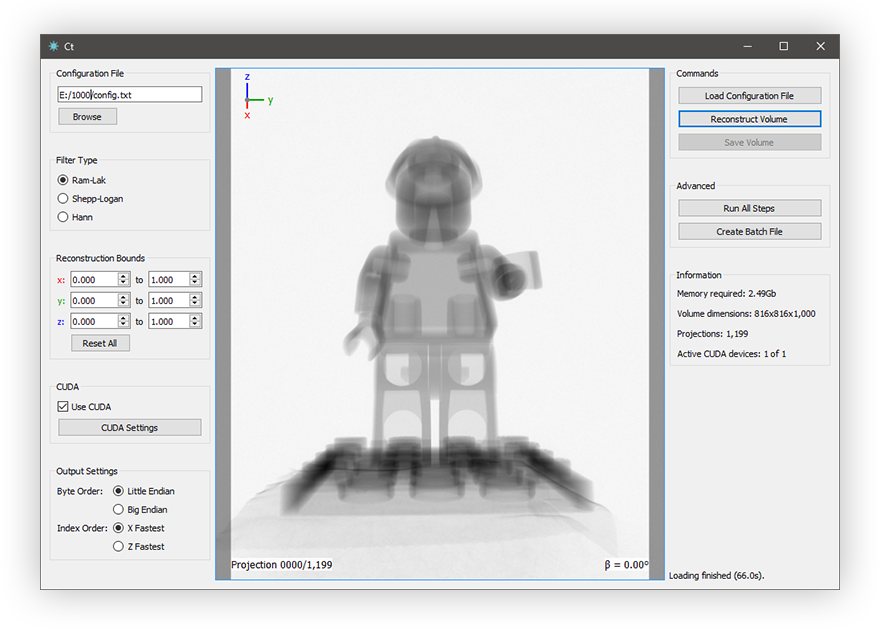 Ct
Configuration File
E:/1000/config.txt
Browse
Filter Type
Ram-Lak
Shepp-Logan
Hann
Reconstruction Bounds
x: 0.000 to 1.000
y: 0.000 to 1.000
z: 0.000 to 1.000
Reset All
CUDA
Use CUDA
CUDA Settings
Output Settings
Byte Order: Little Endian
Big Endian
Index Order: X Fastest
Z Fastest
z
y
x
Projection 0000/1,199
β = 0.00°
Commands
Load Configuration File
Reconstruct Volume
Save Volume
Advanced
Run All Steps
Create Batch File
Information
Memory required: 2.49Gb
Volume dimensions: 816x816x1,000
Projections: 1,199
Active CUDA devices: 1 of 1
Loading finished (66.0s).